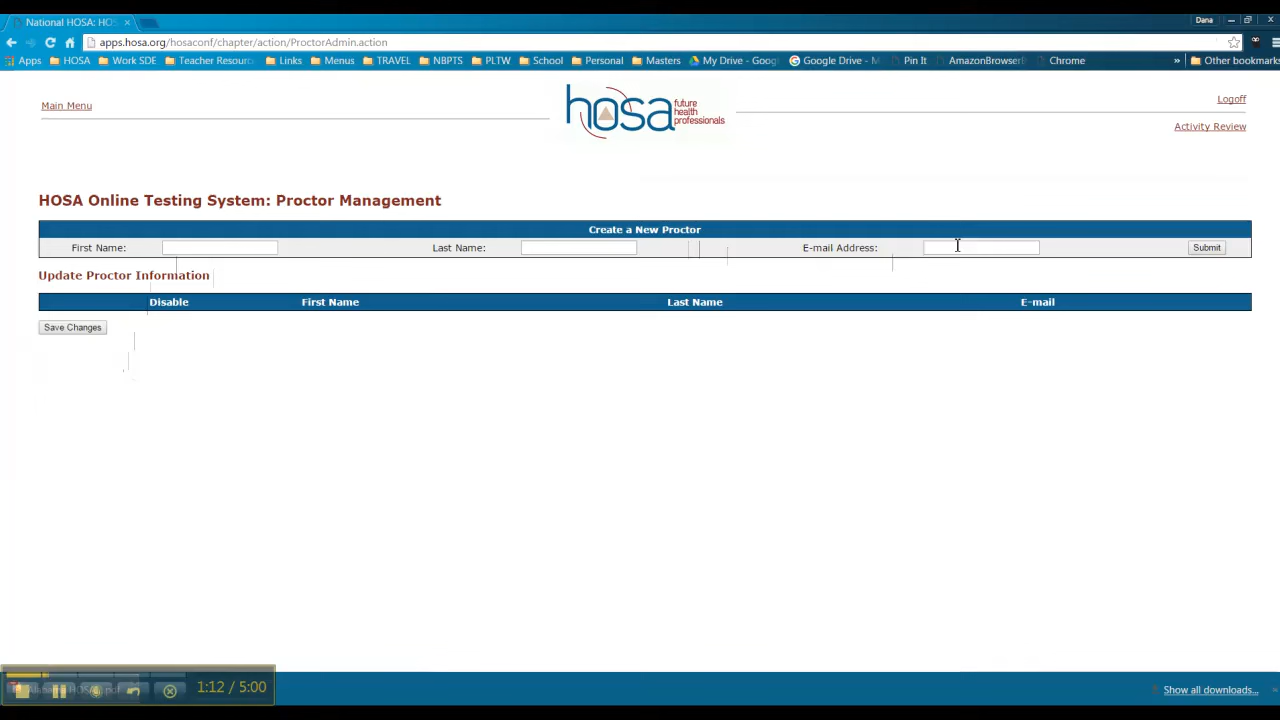 National HOSA: HOS
Dana
apps.hosa.org/hosaconf/chapter/action/ProctorAdmin.action
Apps HOSA Work SDE Teacher Resourc Links Menus TRAVEL NBPTS PLTW School Personal Masters My Drive - Goog Google Drive - M Pin It AmazonBrowserB Chrome » Other bookmarks
Main Menu
hosa future health professionals
Logoff
Activity Review
HOSA Online Testing System: Proctor Management
Create a New Proctor
First Name: Last Name: E-mail Address: Submit
Update Proctor Information
Disable First Name Last Name E-mail
Save Changes
1:12 / 5:00
Show all downloads...